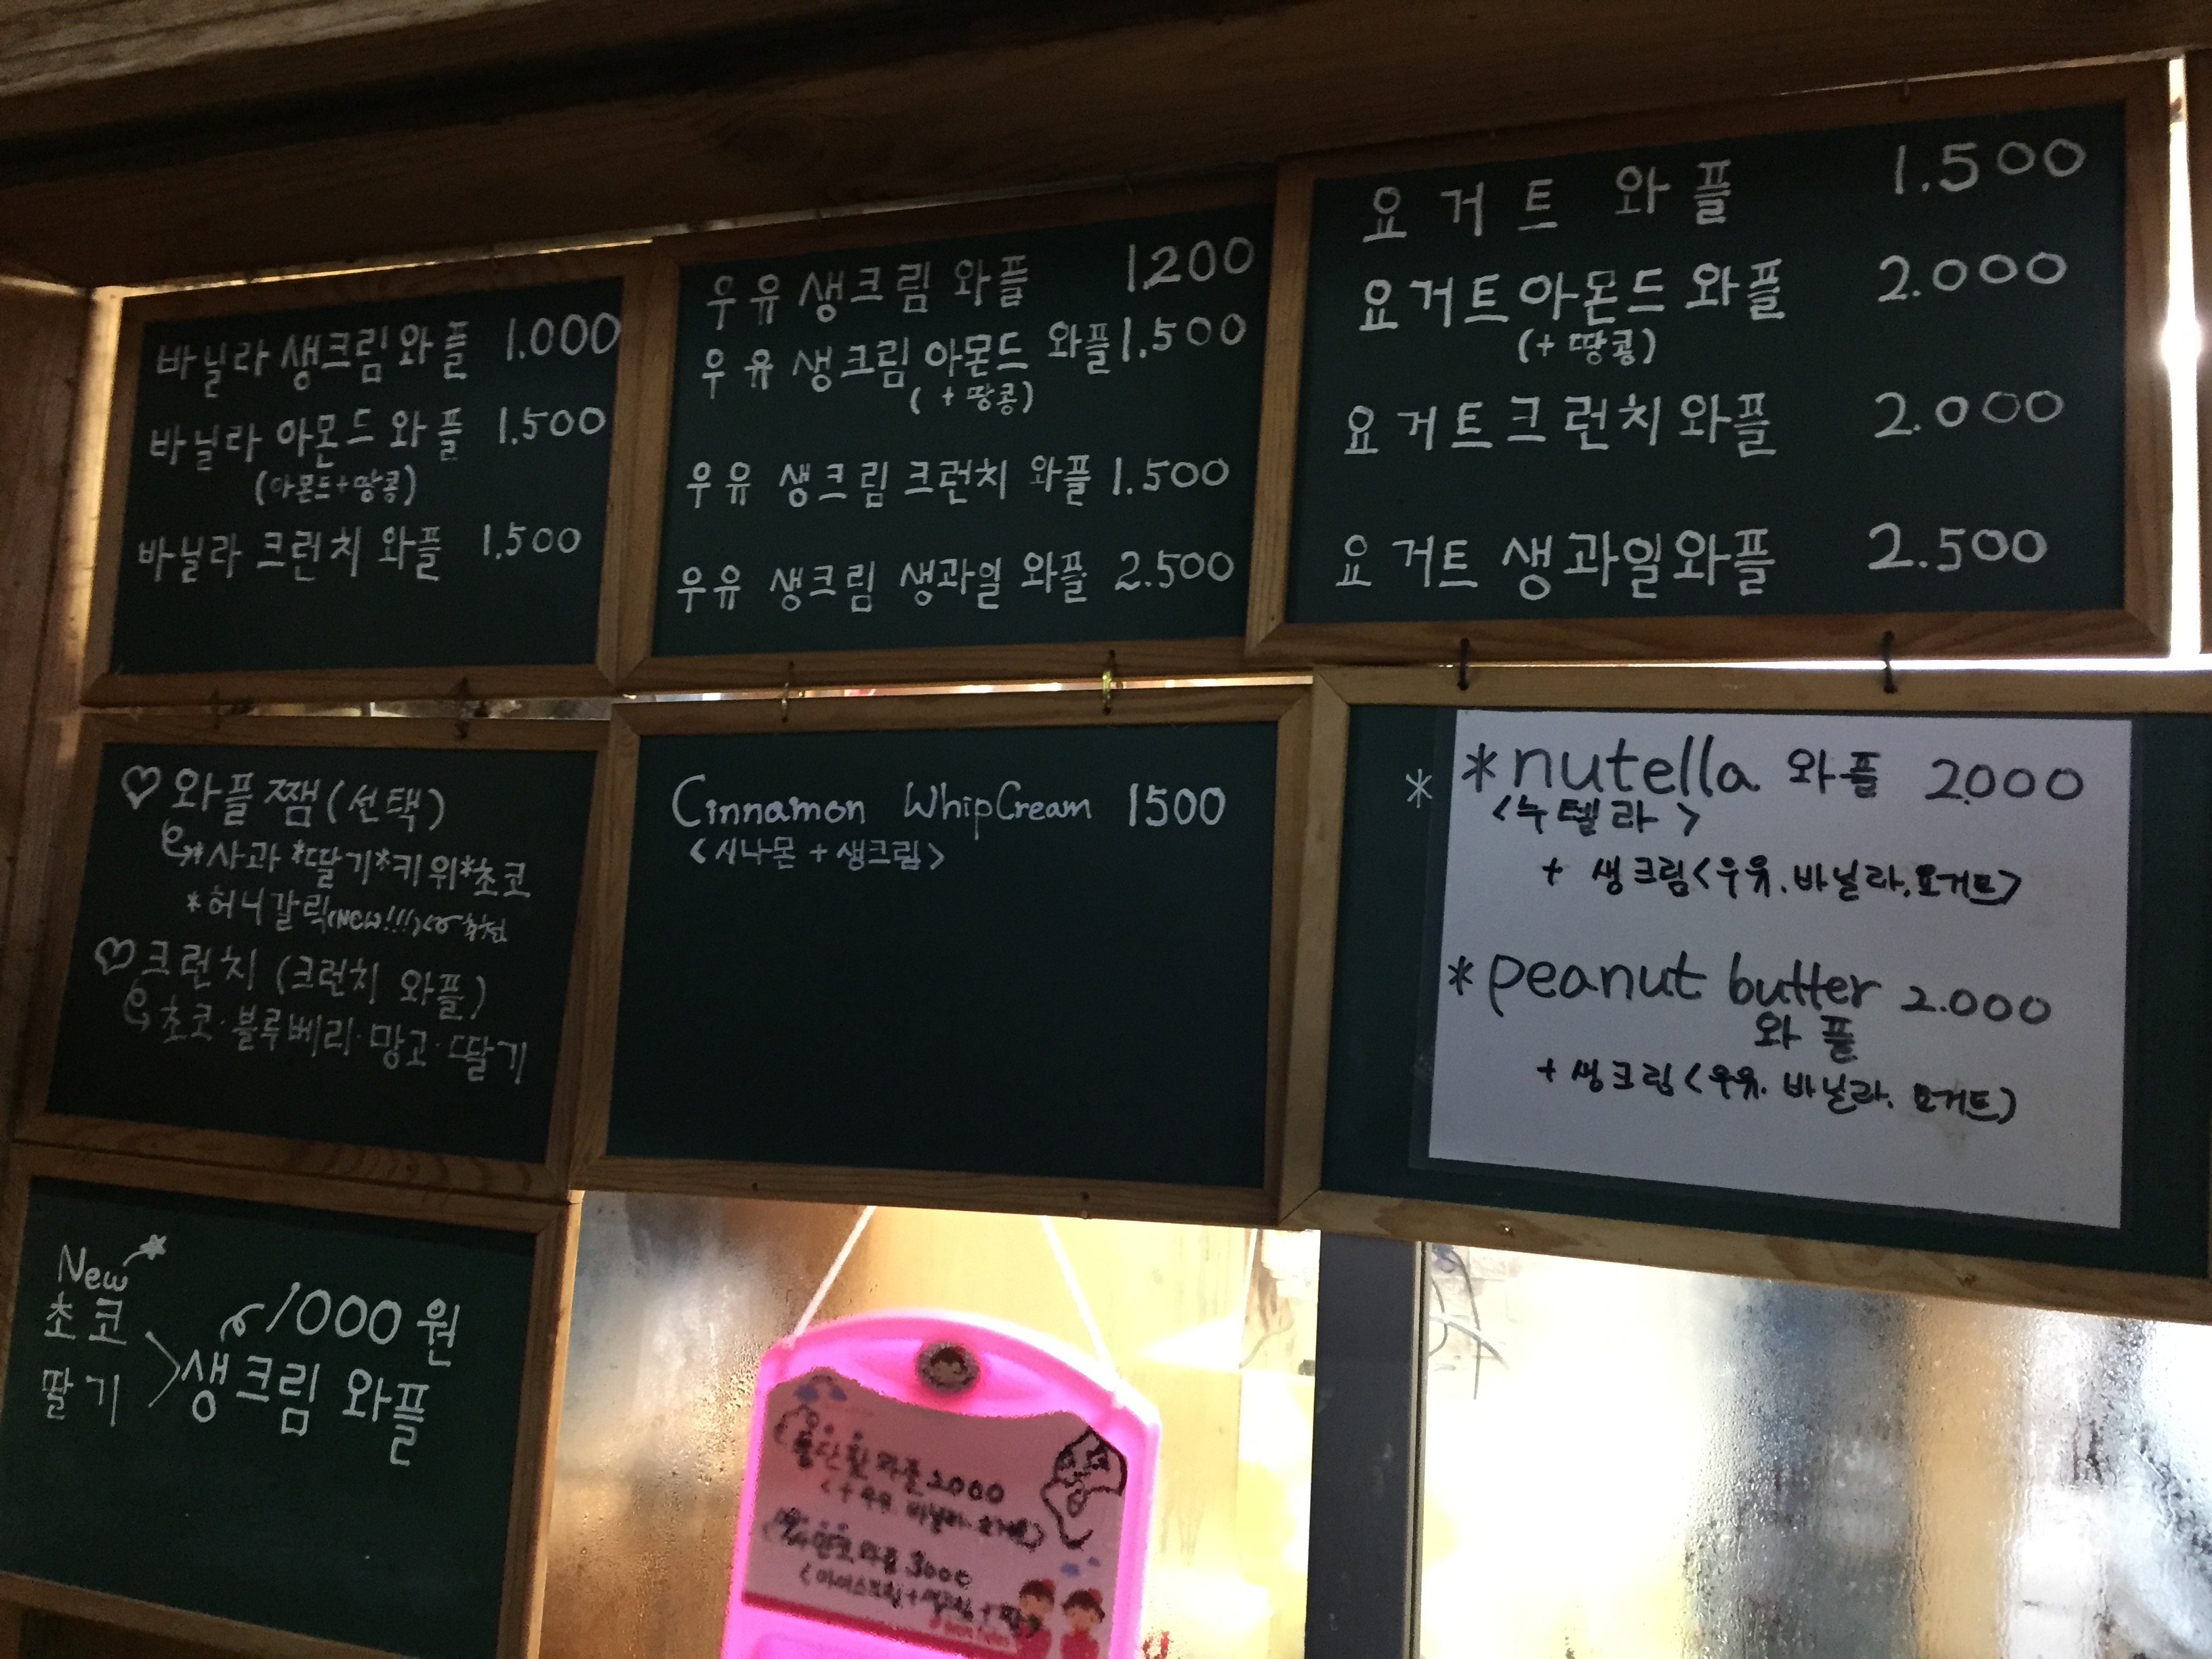 바닐라 생크림 와플 1.000
바닐라 아몬드 와플 1.500
(아몬드+땅콩)
바닐라 크런치 와플 1.500
우유 생크림 와플 1.200
우유 생크림 아몬드 와플 1.500
(+땅콩)
우유 생크림 크런치 와플 1.500
우유 생크림 생과일 와플 2.500
요거트 와플 1.500
요거트 아몬드 와플 2.000
(+땅콩)
요거트 크런치 와플 2.000
요거트 생과일 와플 2.500
♡ 와플 쨈(선택)
*사과*딸기*키위*초코
*허니갈릭(NEW!!!) 추천
♡ 크런치 (크런치 와플)
초코·블루베리·망고·딸기
Cinnamon WhipCream 1500
<시나몬+생크림>
* *nutella 와플 2.000
<누텔라>
+ 생크림<우유.바닐라.요거트>
*peanut butter 2.000
와플
+생크림<우유.바닐라.요거트>
New
초코
딸기
1000원
생크림 와플
와플 2000
<+우유.바닐라.요거트>
와플 3000